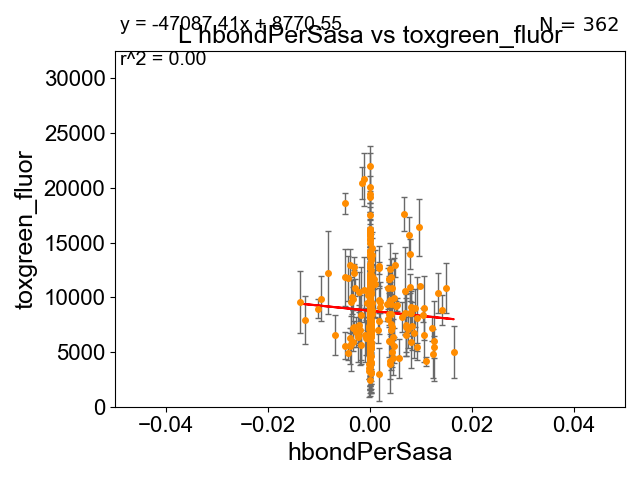 y = -47087.41x + 8770.55
N = 362
L hbondPerSasa vs toxgreen_fluor
r^2 = 0.00
30000
25000
20000
15000
10000
5000
0
toxgreen_fluor
−0.04
−0.02
0.00
0.02
0.04
hbondPerSasa